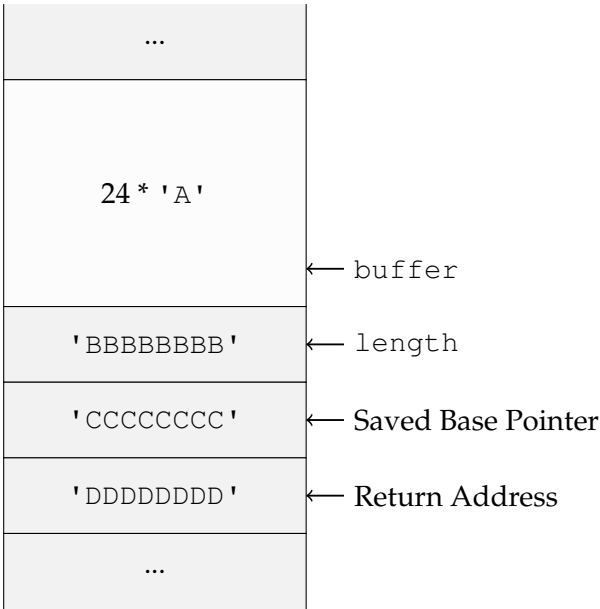 ...
24 * 'A'
buffer
'BBBBBBBB' length
'CCCCCCCC' Saved Base Pointer
'DDDDDDDD' Return Address
...